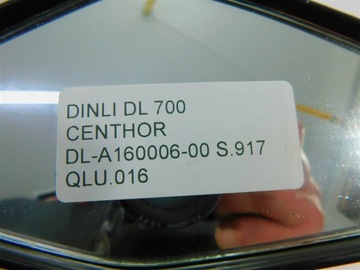 DINLI DL 700
CENTHOR
DL-A160006-00 S.917
QLU.016